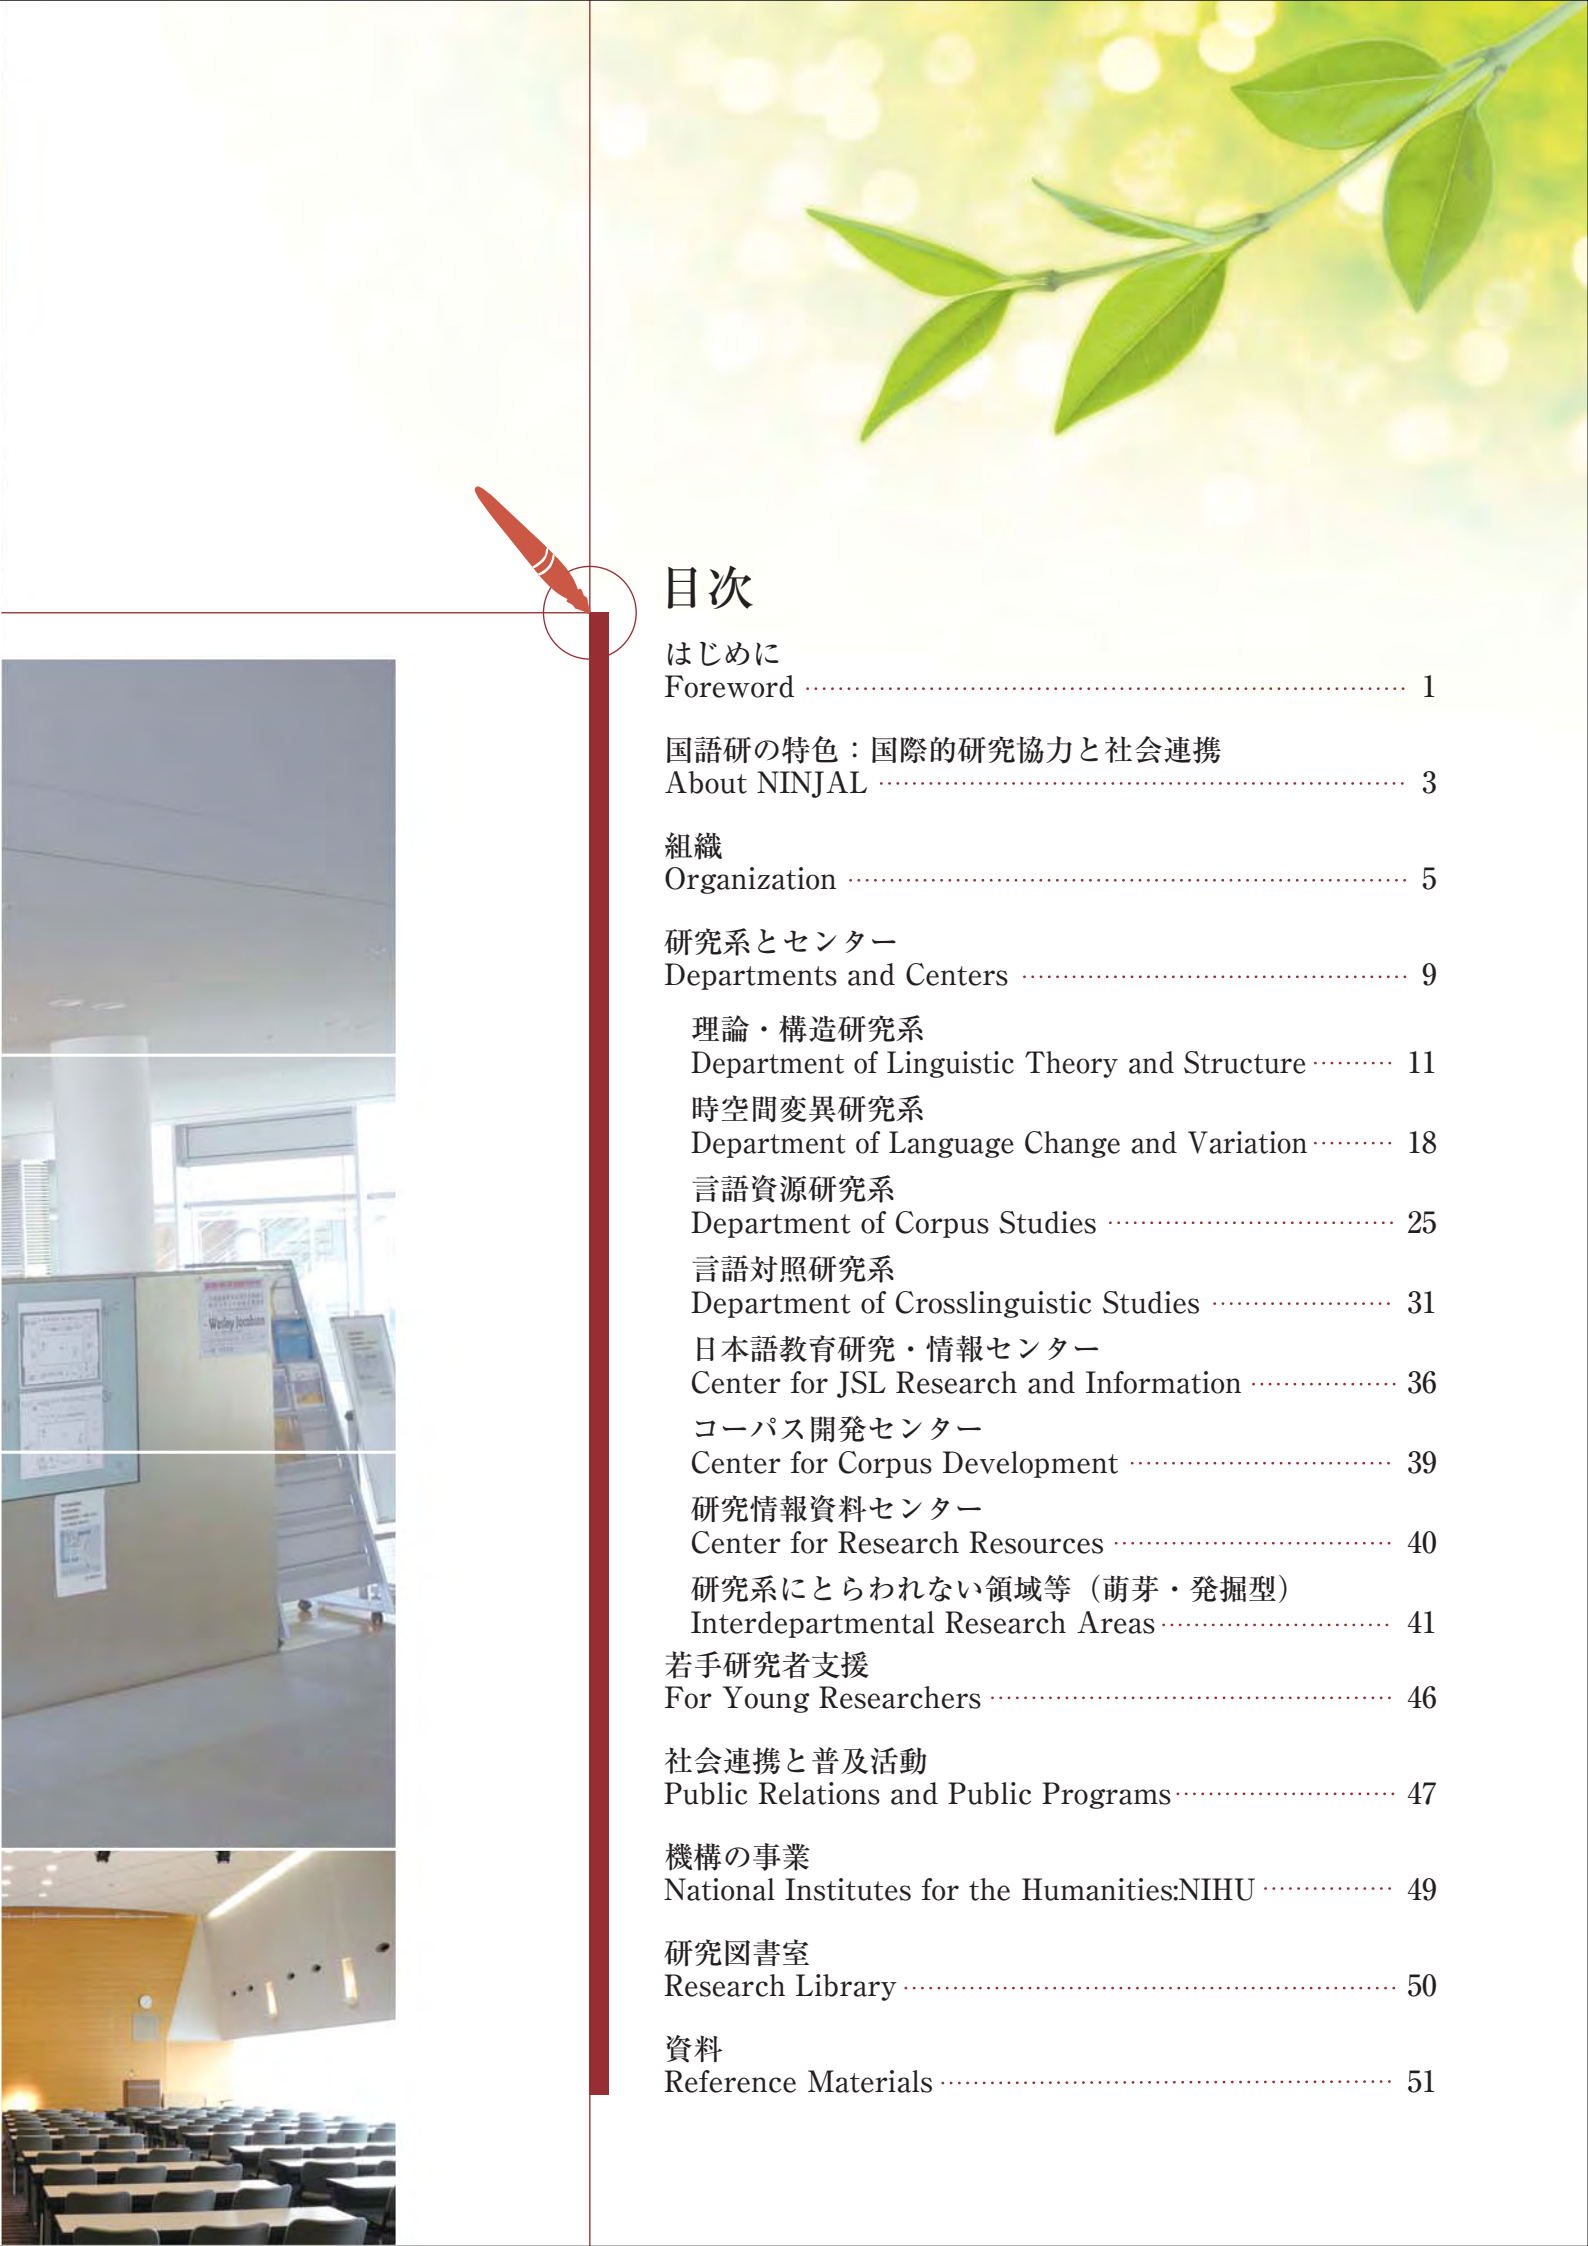 目次
はじめに
Foreword 1
国語研の特色：国際的研究協力と社会連携
About NINJAL 3
組織
Organization 5
研究系とセンター
Departments and Centers 9
理論・構造研究系
Department of Linguistic Theory and Structure 11
時空間変異研究系
Department of Language Change and Variation 18
言語資源研究系
Department of Corpus Studies 25
言語対照研究系
Department of Crosslinguistic Studies 31
日本語教育研究・情報センター
Center for JSL Research and Information 36
コーパス開発センター
Center for Corpus Development 39
研究情報資料センター
Center for Research Resources 40
研究系にとらわれない領域等（萌芽・発掘型）
Interdepartmental Research Areas 41
若手研究者支援
For Young Researchers 46
社会連携と普及活動
Public Relations and Public Programs 47
機構の事業
National Institutes for the Humanities:NIHU 49
研究図書室
Research Library 50
資料
Reference Materials 51
Wesley Jacobsen